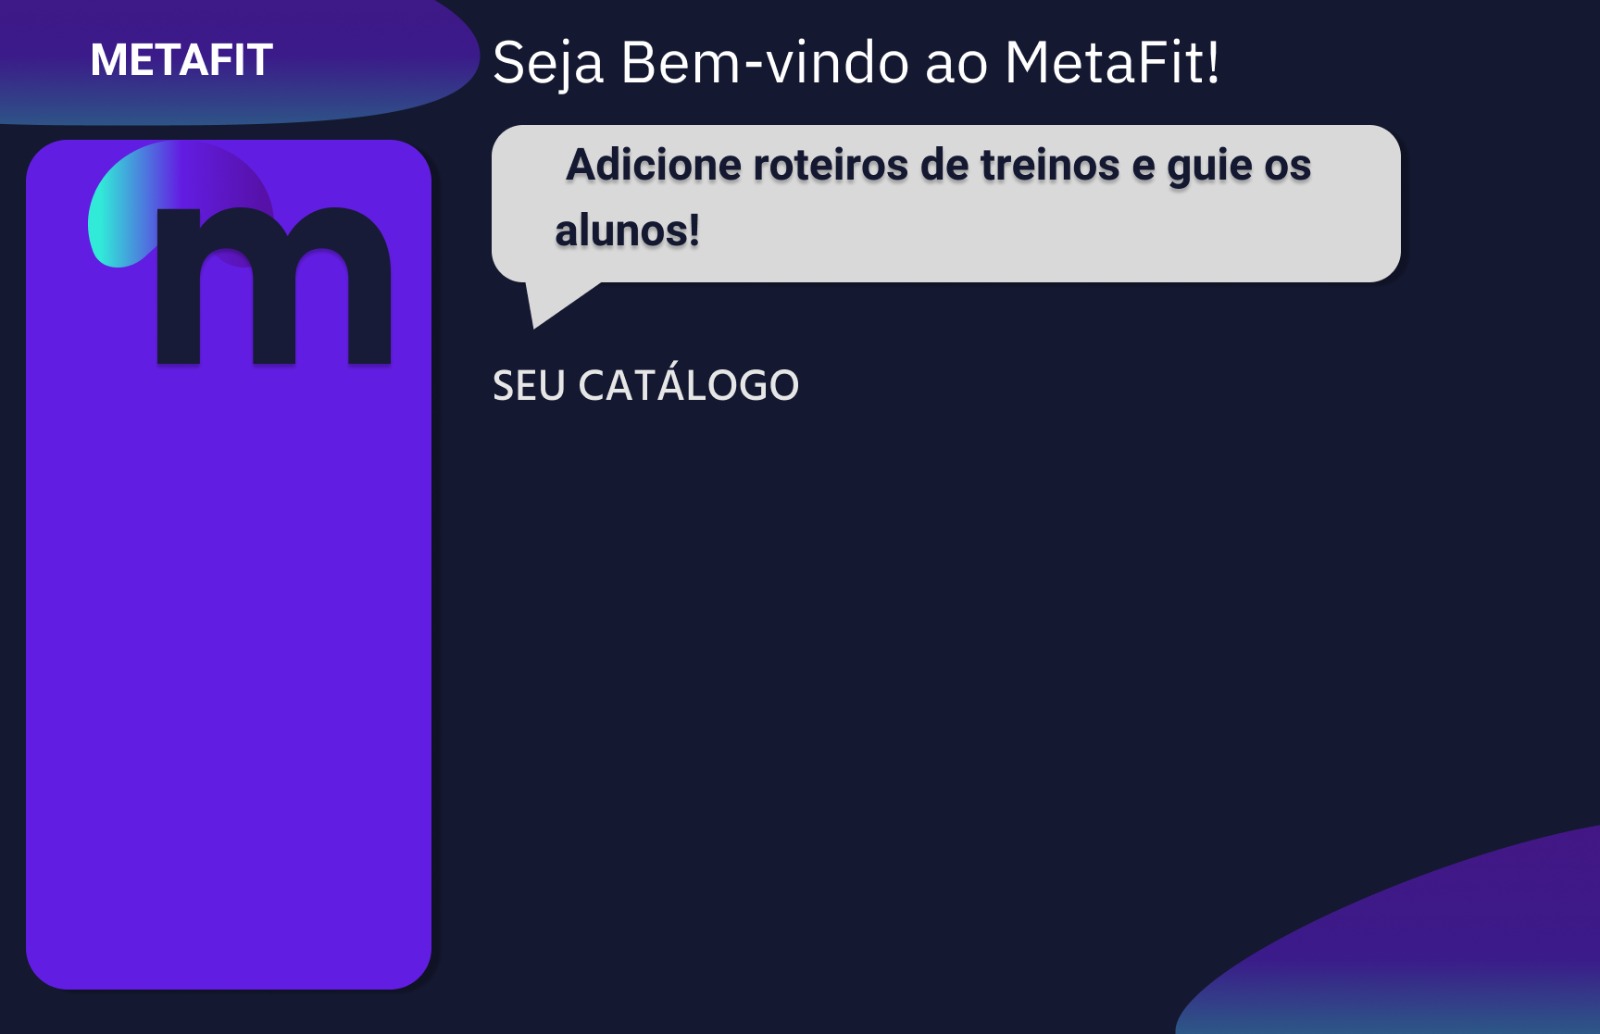 METAFIT
Seja Bem-vindo ao MetaFit!
Adicione roteiros de treinos e guie os
alunos!
m
SEU CATÁLOGO